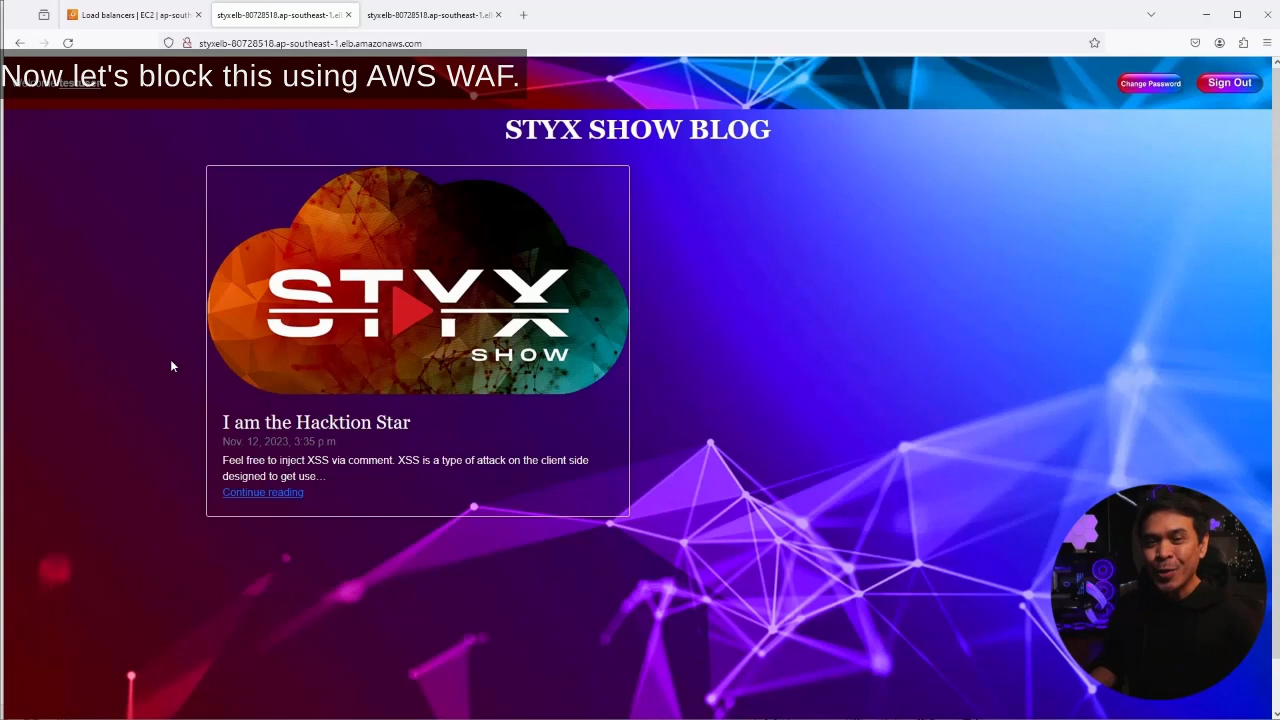 Load balancers | EC2 | ap-south
styxelb-80728518.ap-southeast-1.el
styxelb-80728518.ap-southeast-1.el
styxelb-80728518.ap-southeast-1.elb.amazonaws.com
Now let's block this using AWS WAF.
Change Password
Sign Out
STYX SHOW BLOG
STYX
SHOW
I am the Hacktion Star
Nov. 12, 2023, 3:35 p.m
Feel free to inject XSS via comment. XSS is a type of attack on the client side
designed to get use…
Continue reading